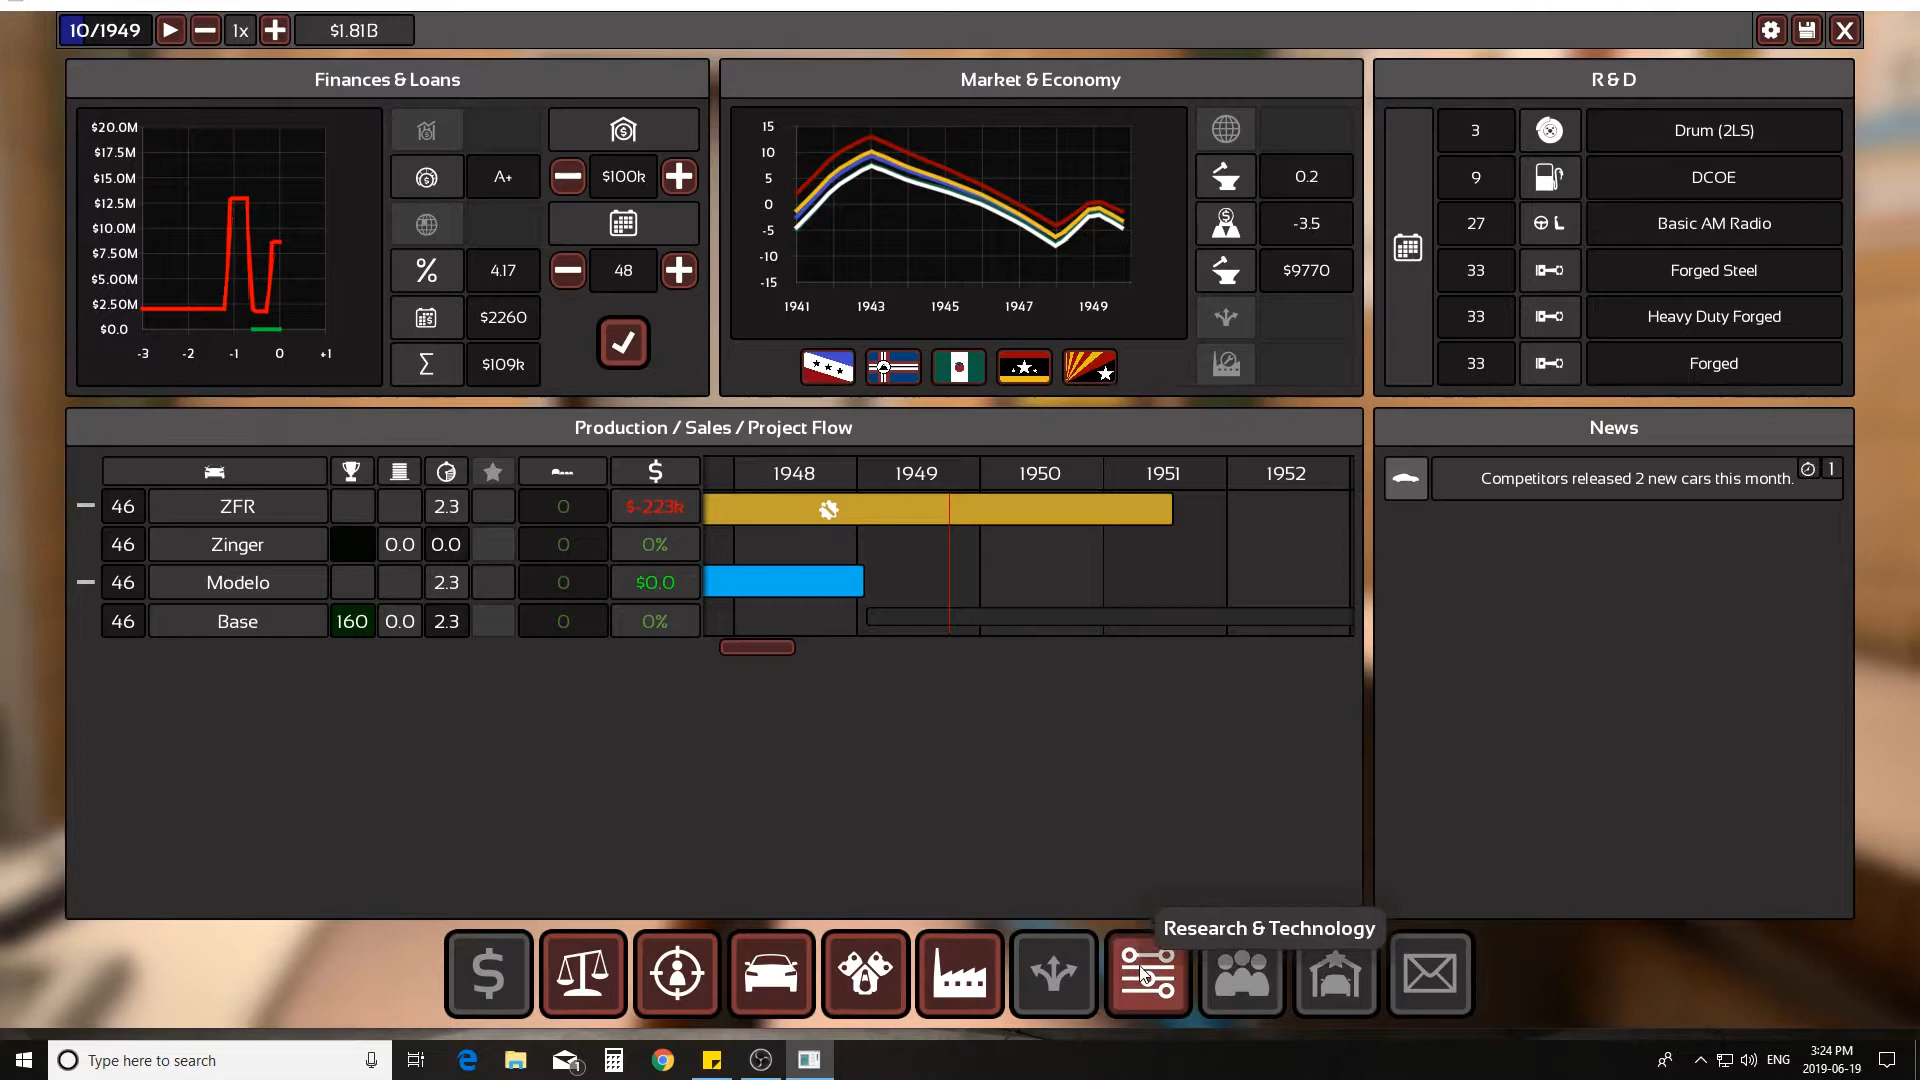 10/1949
1x
$1.81B
Finances & Loans
$20.0M
$17.5M
$15.0M
$12.5M
$10.0M
$7.50M
$5.00M
$2.50M
$0.0
-3 -2 -1 0 +1
A+
$100k
%
4.17
48
$2260
Σ
$109k
Market & Economy
15
10
5
0
-5
-10
-15
1941 1943 1945 1947 1949
0.2
-3.5
$9770
R & D
3 Drum (2LS)
9 DCOE
27 Basic AM Radio
33 Forged Steel
33 Heavy Duty Forged
33 Forged
Production / Sales / Project Flow
$ 1948 1949 1950 1951 1952
46 ZFR 2.3 0 $-223k
46 Zinger 0.0 0.0 0 0%
46 Modelo 2.3 0 $0.0
46 Base 160 0.0 2.3 0 0%
News
Competitors released 2 new cars this month.
1
Research & Technology
$
Type here to search
1
ENG
3:24 PM
2019-06-19